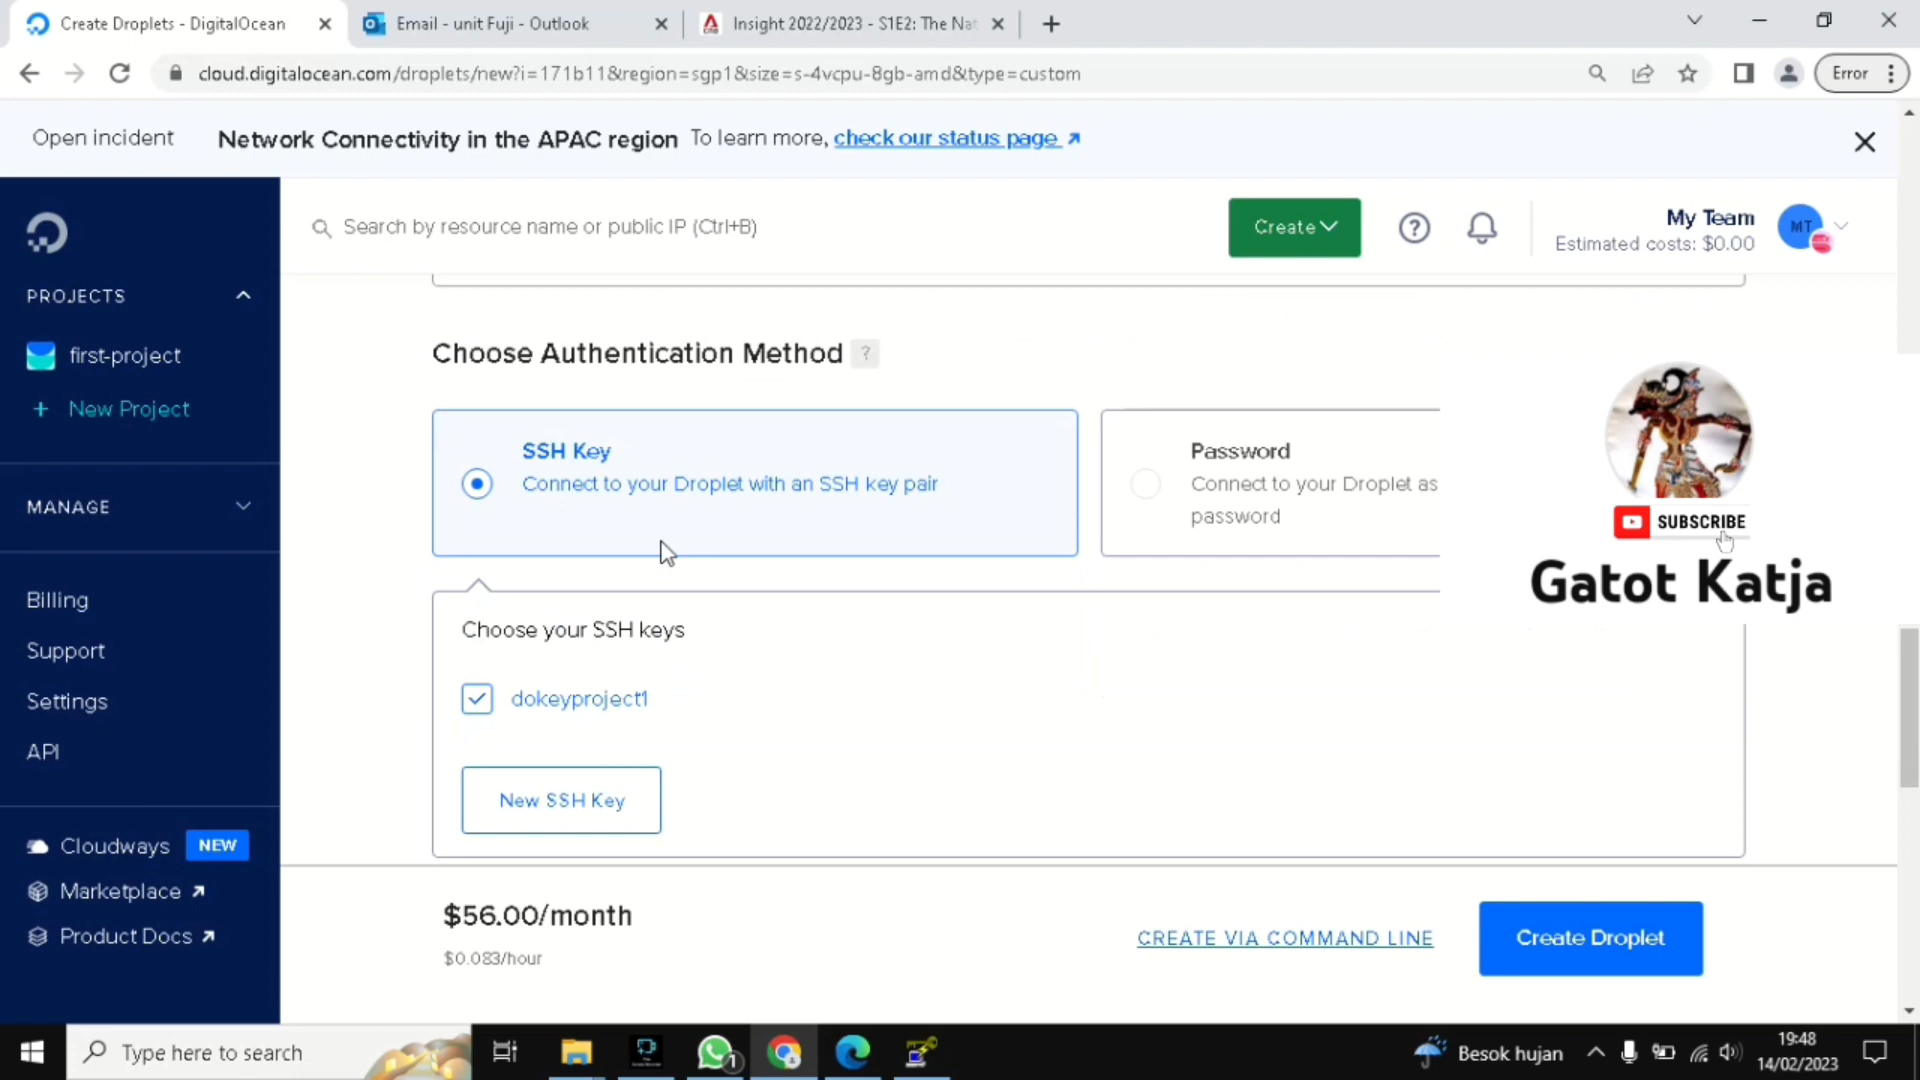 Create Droplets - DigitalOcean
Email - unit Fuji - Outlook
Insight 2022/2023 - S1E2: The Nat
cloud.digitalocean.com/droplets/new?i=171b11&region=sgp1&size=s-4vcpu-8gb-amd&type=custom
Error
Open incident
Network Connectivity in the APAC region To learn more, check our status page
PROJECTS
first-project
+ New Project
MANAGE
Billing
Support
Settings
API
Cloudways NEW
Marketplace
Product Docs
Search by resource name or public IP (Ctrl+B)
Create
?
My Team
Estimated costs: $0.00
MT
Choose Authentication Method ?
SSH Key
Connect to your Droplet with an SSH key pair
Password
Connect to your Droplet as
password
SUBSCRIBE
Gatot Katja
Choose your SSH keys
dokeyproject1
New SSH Key
$56.00/month
$0.083/hour
CREATE VIA COMMAND LINE
Create Droplet
Type here to search
1
Besok hujan
19:48
14/02/2023